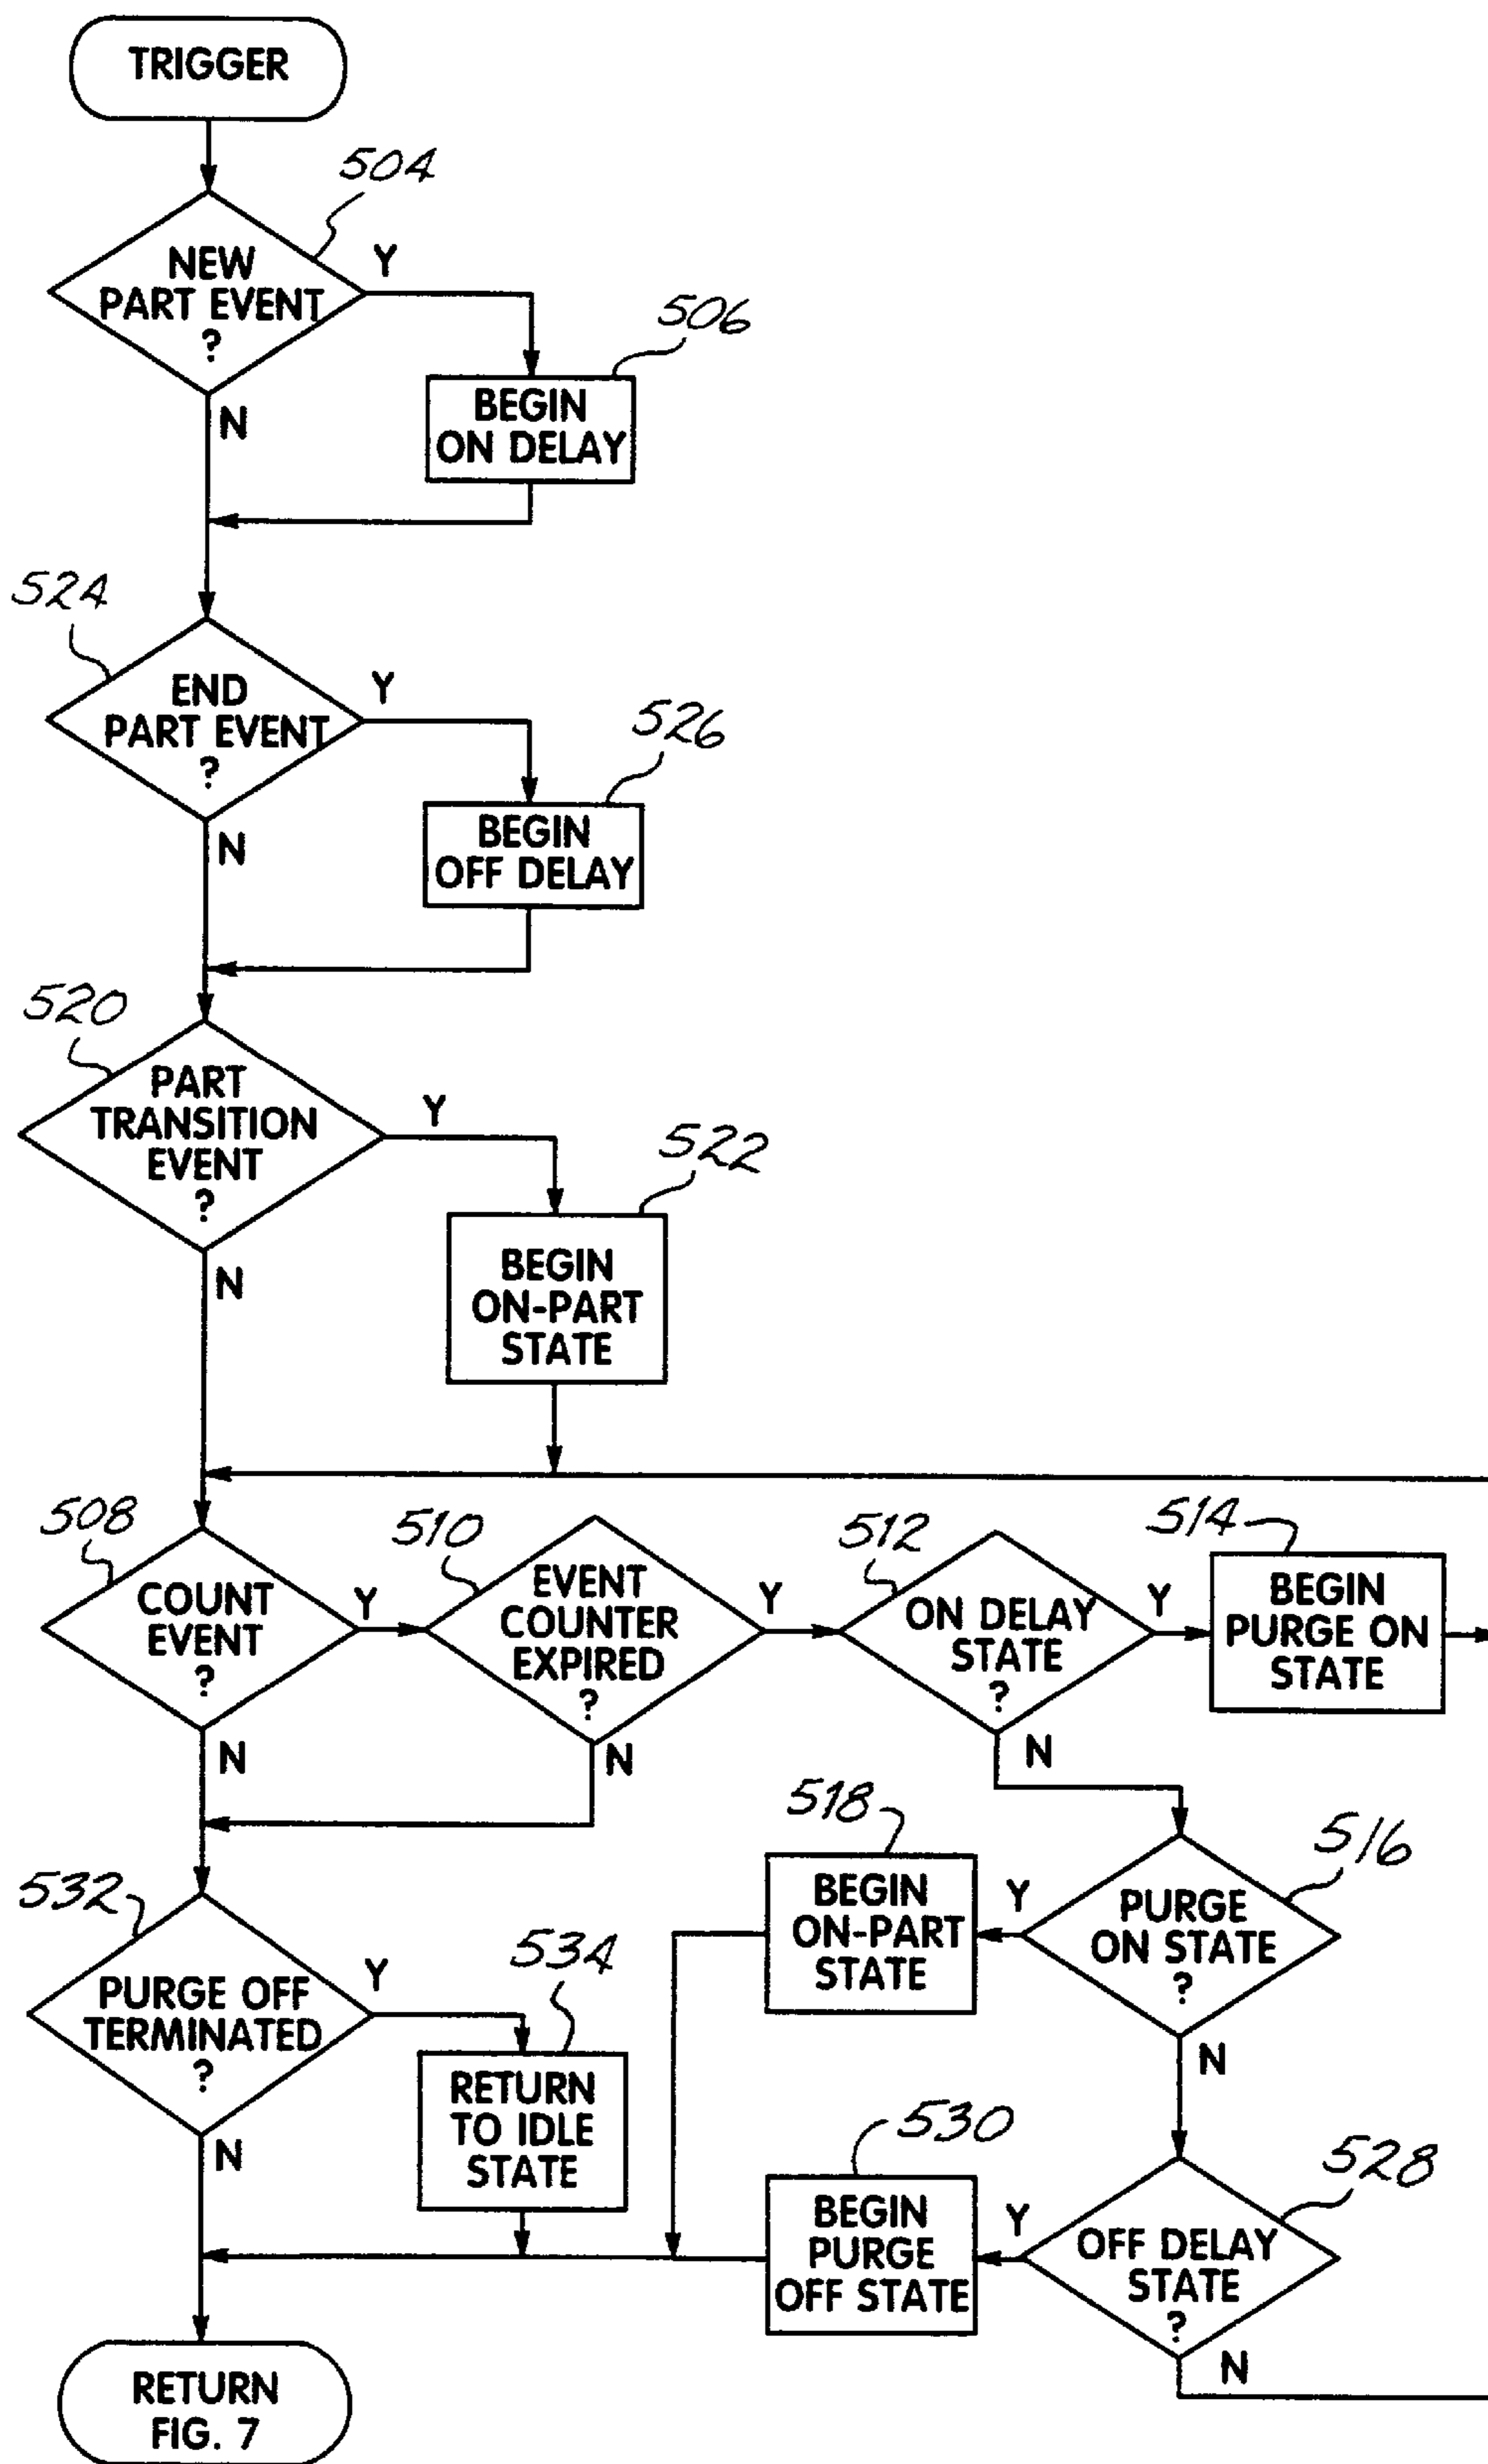 TRIGGER
504
NEW
PART EVENT
?
Y
N
506
BEGIN
ON DELAY
524
END
PART EVENT
?
Y
N
526
BEGIN
OFF DELAY
520
PART
TRANSITION
EVENT
?
Y
N
522
BEGIN
ON-PART
STATE
508
COUNT
EVENT
?
Y
N
510
EVENT
COUNTER
EXPIRED
?
Y
N
512
ON DELAY
STATE
?
Y
N
514
BEGIN
PURGE ON
STATE
516
PURGE
ON STATE
?
Y
N
518
BEGIN
ON-PART
STATE
532
PURGE OFF
TERMINATED
?
Y
N
534
RETURN
TO IDLE
STATE
528
OFF DELAY
STATE
?
Y
N
530
BEGIN
PURGE
OFF STATE
RETURN
FIG. 7